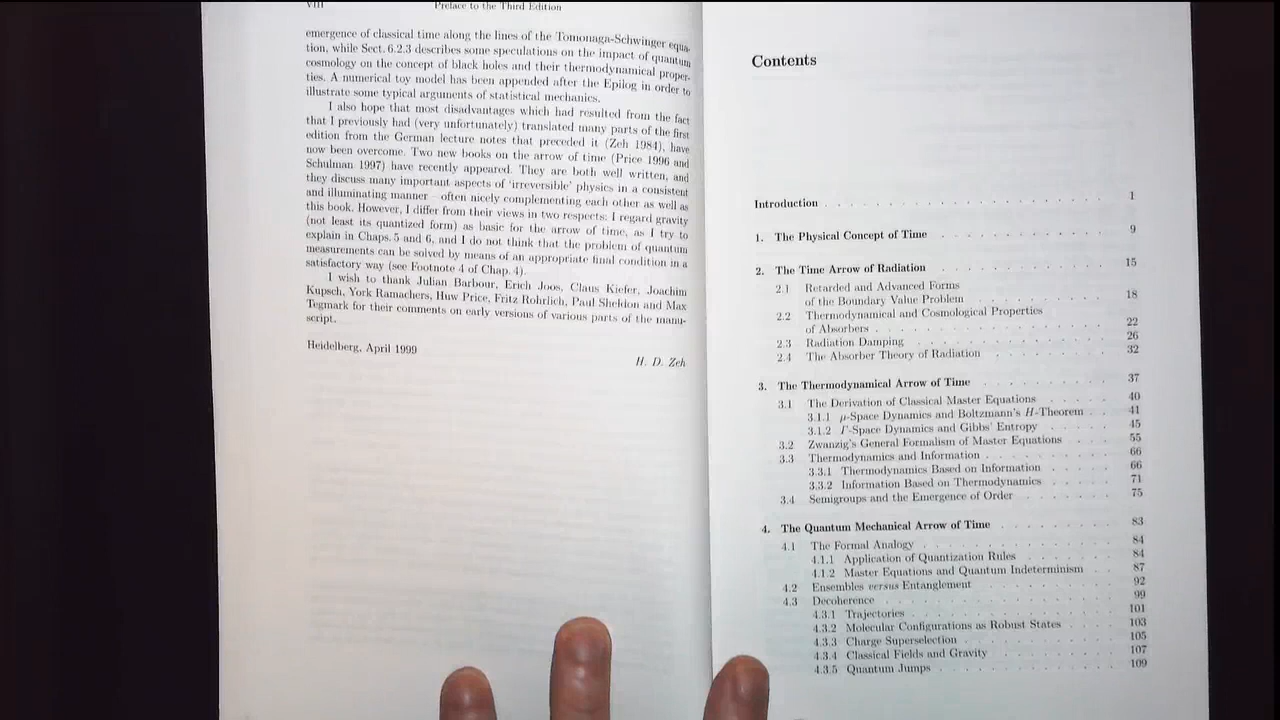 VIII Preface to the Third Edition
emergence of classical time along the lines of the Tomonaga-Schwinger equa-
tion, while Sect. 6.2.3 describes some speculations on the impact of quantum
cosmology on the concept of black holes and their thermodynamical proper-
ties. A numerical toy model has been appended after the Epilog in order to
illustrate some typical arguments of statistical mechanics.
I also hope that most disadvantages which had resulted from the fact
that I previously had (very unfortunately) translated many parts of the first
edition from the German lecture notes that preceded it (Zeh 1984), have
now been overcome. Two new books on the arrow of time (Price 1996 and
Schulman 1997) have recently appeared. They are both well written, and
they discuss many important aspects of 'irreversible' physics in a consistent
and illuminating manner – often nicely complementing each other as well as
this book. However, I differ from their views in two respects: I regard gravity
(not least its quantized form) as basic for the arrow of time, as I try to
explain in Chaps. 5 and 6, and I do not think that the problem of quantum
measurements can be solved by means of an appropriate final condition in a
satisfactory way (see Footnote 4 of Chap. 4).
I wish to thank Julian Barbour, Erich Joos, Claus Kiefer, Joachim
Kupsch, York Ramachers, Huw Price, Fritz Rohrlich, Paul Sheldon and Max
Tegmark for their comments on early versions of various parts of the manu-
script.
Heidelberg, April 1999
H. D. Zeh
Contents
Introduction . . . . . . . . . . . . . . . . . . . . . . 1
1. The Physical Concept of Time . . . . . . . . . . . 9
2. The Time Arrow of Radiation . . . . . . . . . . . 15
2.1 Retarded and Advanced Forms
of the Boundary Value Problem . . . . . . . . . 18
2.2 Thermodynamical and Cosmological Properties
of Absorbers . . . . . . . . . . . . . . . . 22
2.3 Radiation Damping . . . . . . . . . . . . . 26
2.4 The Absorber Theory of Radiation . . . . . . . . 32
3. The Thermodynamical Arrow of Time . . . . . . . . 37
3.1 The Derivation of Classical Master Equations . . . . . 40
3.1.1 μ-Space Dynamics and Boltzmann's H-Theorem . . 41
3.1.2 Γ-Space Dynamics and Gibbs' Entropy . . . . . 45
3.2 Zwanzig's General Formalism of Master Equations . . . 55
3.3 Thermodynamics and Information . . . . . . . . 66
3.3.1 Thermodynamics Based on Information . . . . . 66
3.3.2 Information Based on Thermodynamics . . . . . 71
3.4 Semigroups and the Emergence of Order . . . . . . 75
4. The Quantum Mechanical Arrow of Time . . . . . . . 83
4.1 The Formal Analogy . . . . . . . . . . . . . 84
4.1.1 Application of Quantization Rules . . . . . . 84
4.1.2 Master Equations and Quantum Indeterminism . . 87
4.2 Ensembles versus Entanglement . . . . . . . . . 92
4.3 Decoherence . . . . . . . . . . . . . . . . 99
4.3.1 Trajectories . . . . . . . . . . . . . . 101
4.3.2 Molecular Configurations as Robust States . . . . 103
4.3.3 Charge Superselection . . . . . . . . . . 105
4.3.4 Classical Fields and Gravity . . . . . . . . 107
4.3.5 Quantum Jumps . . . . . . . . . . . . 109